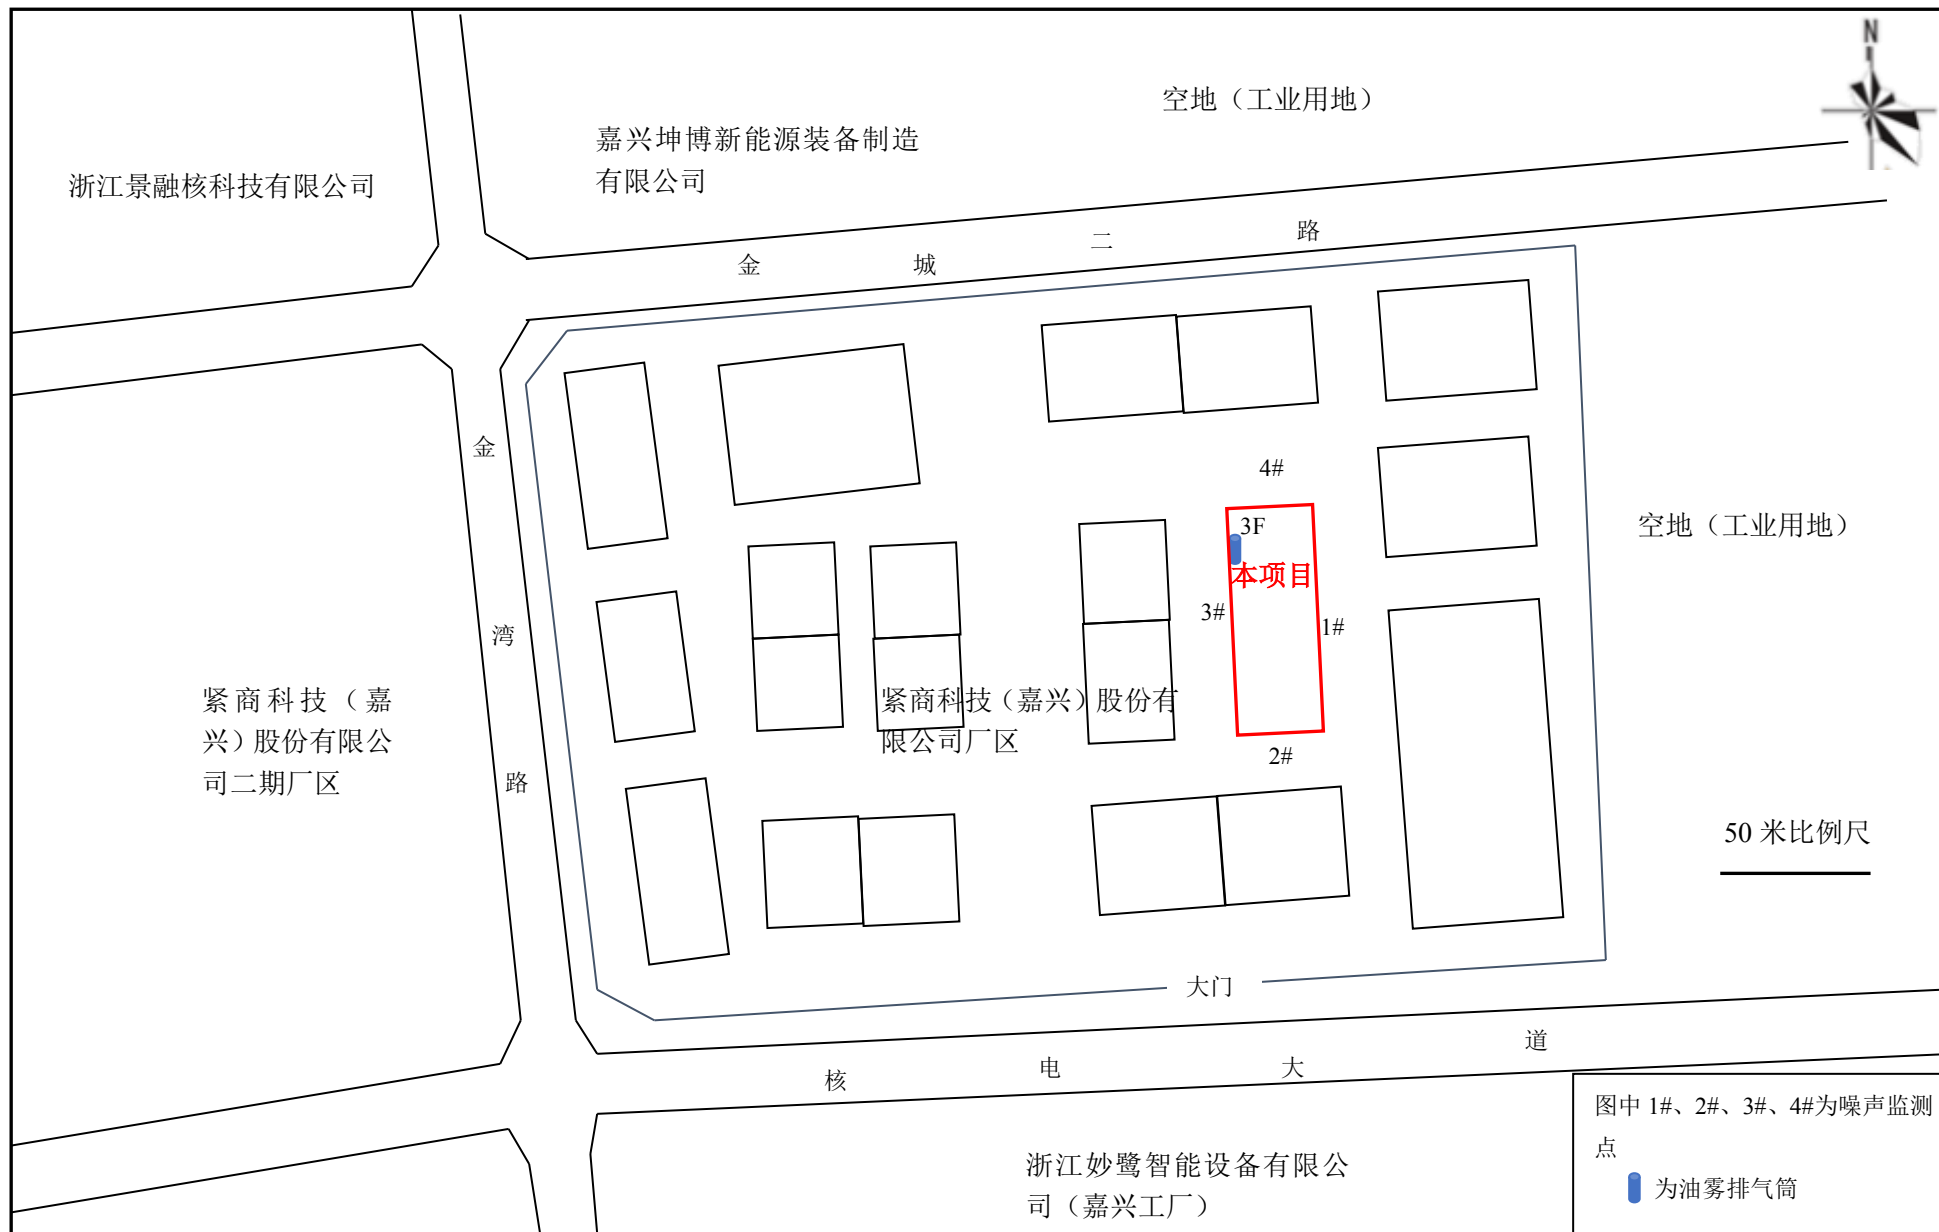 N
空地（工业用地）
嘉兴坤博新能源装备制造
有限公司
浙江景融核科技有限公司
金城二路
金湾路
4#
3F
本项目
3#
1#
2#
空地（工业用地）
紧商科技（嘉
兴）股份有限公
司二期厂区
紧商科技（嘉兴）股份有
限公司厂区
50 米比例尺
大门
核电大道
图中 1#、2#、3#、4#为噪声监测
点
为油雾排气筒
浙江妙鹭智能设备有限公
司（嘉兴工厂）